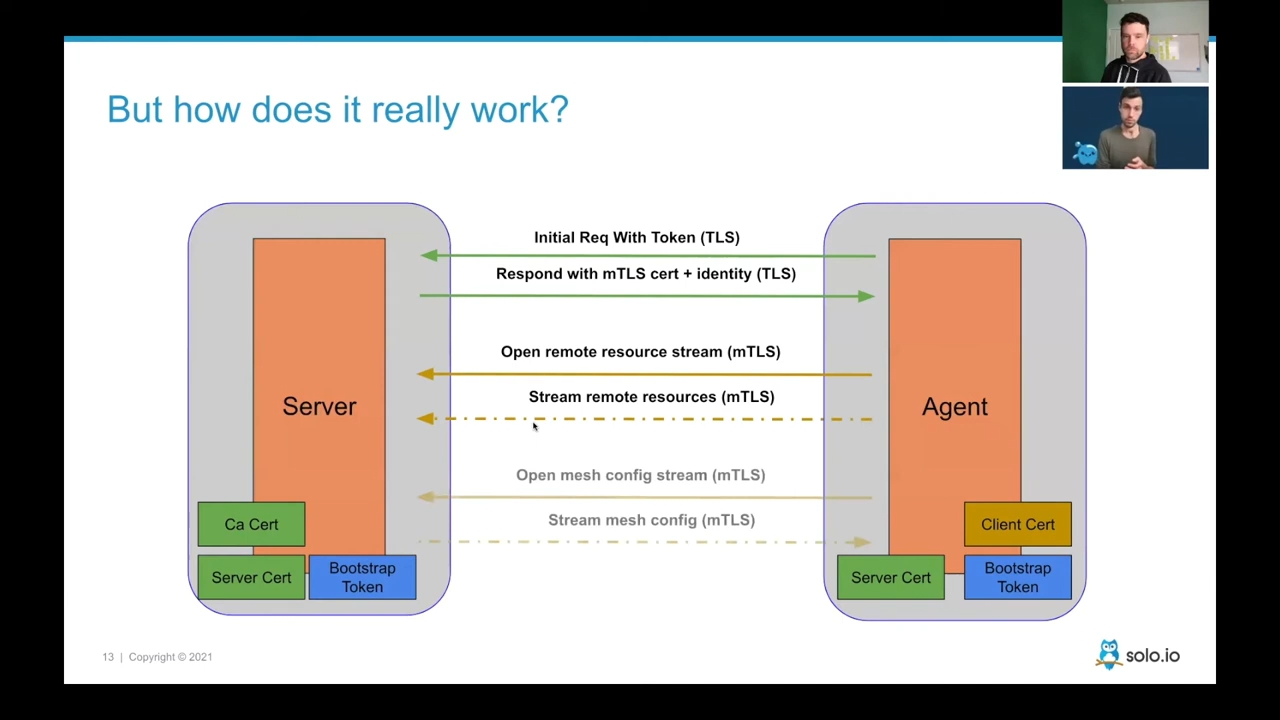 But how does it really work?
Initial Req With Token (TLS)
Respond with mTLS cert + identity (TLS)
Open remote resource stream (mTLS)
Stream remote resources (mTLS)
Open mesh config stream (mTLS)
Stream mesh config (mTLS)
Server
Agent
Ca Cert
Server Cert
Bootstrap
Token
Client Cert
Server Cert
Bootstrap
Token
13 | Copyright © 2021
solo.io